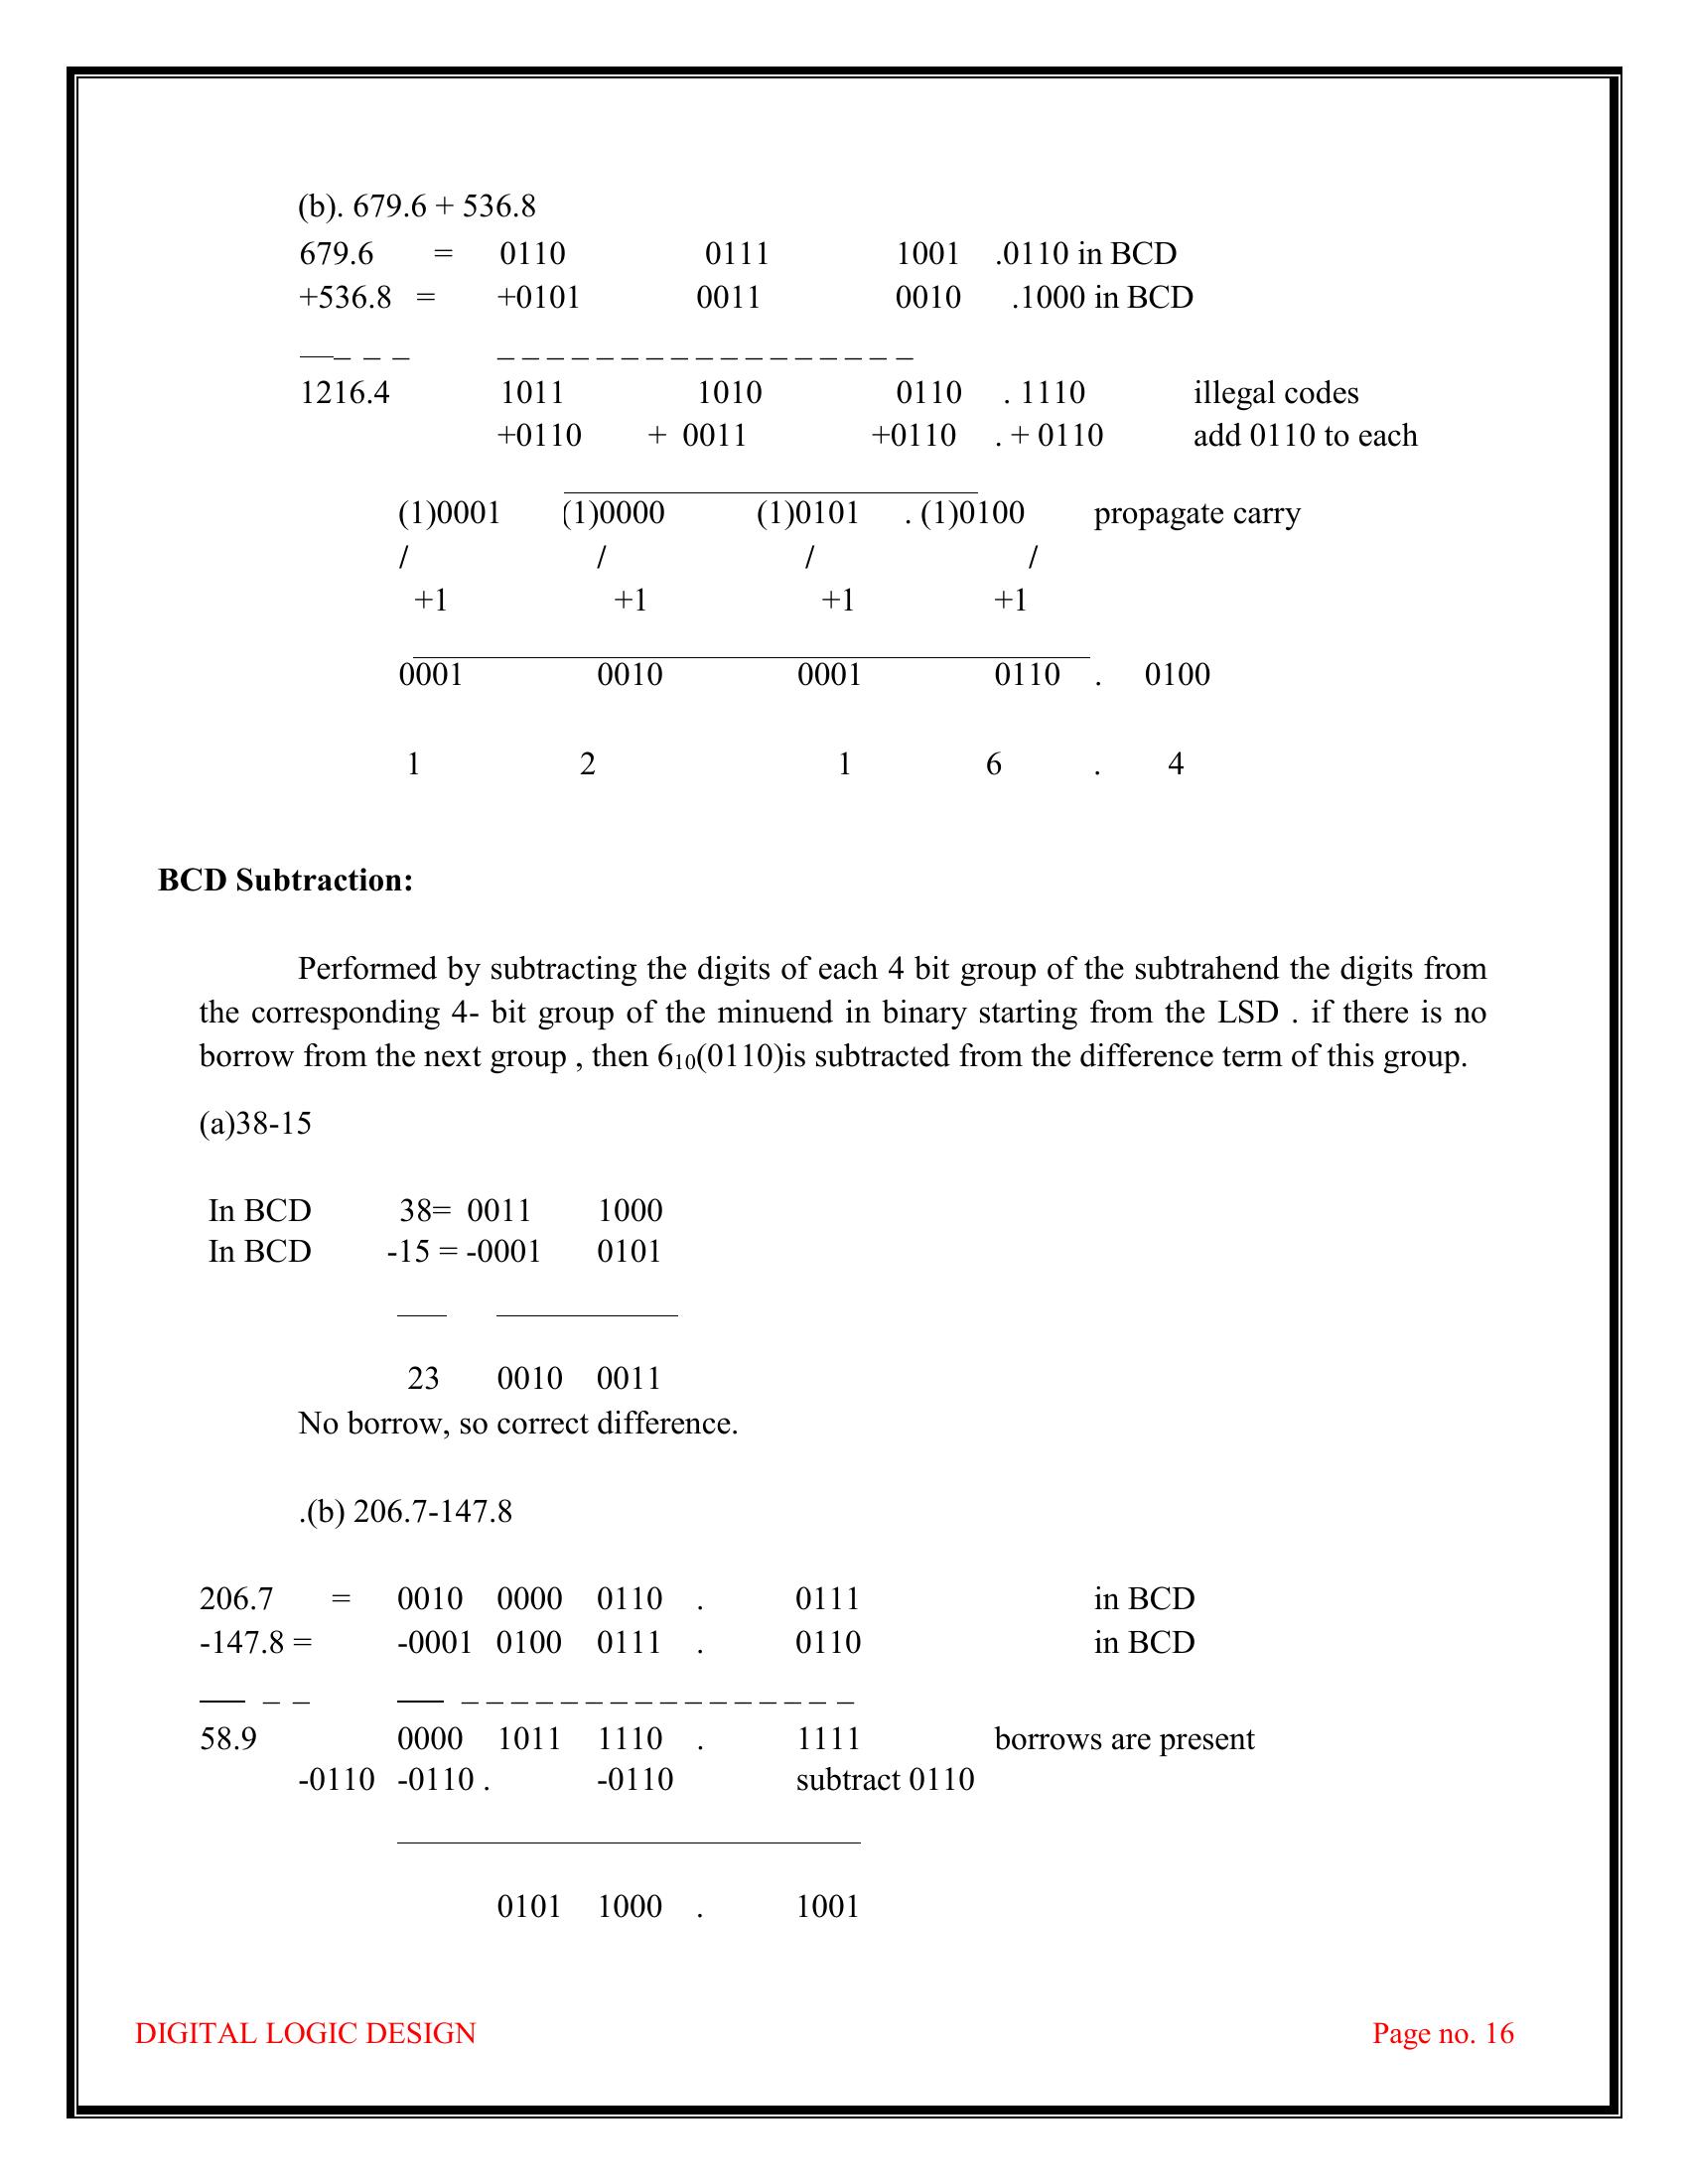 (b). 679.6 + 536.8
679.6 = 0110 0111 1001 .0110 in BCD
+536.8 = +0101 0011 0010 .1000 in BCD
—_ _ _ _ _ _ _ _ _ _ _ _ _ _ _ _ _ _ _ _
1216.4 1011 1010 0110 . 1110 illegal codes
+0110 + 0011 +0110 . + 0110 add 0110 to each
(1)0001 (1)0000 (1)0101 . (1)0100 propagate carry
/ / / /
+1 +1 +1 +1
0001 0010 0001 0110 . 0100
1 2 1 6 . 4
BCD Subtraction:
Performed by subtracting the digits of each 4 bit group of the subtrahend the digits from
the corresponding 4- bit group of the minuend in binary starting from the LSD . if there is no
borrow from the next group , then 6₁₀(0110)is subtracted from the difference term of this group.
(a)38-15
In BCD 38= 0011 1000
In BCD -15 = -0001 0101
23 0010 0011
No borrow, so correct difference.
.(b) 206.7-147.8
206.7 = 0010 0000 0110 . 0111 in BCD
-147.8 = -0001 0100 0111 . 0110 in BCD
— _ _ — _ _ _ _ _ _ _ _ _ _ _ _ _ _ _ _
58.9 0000 1011 1110 . 1111 borrows are present
-0110 -0110 . -0110 subtract 0110
0101 1000 . 1001
DIGITAL LOGIC DESIGN Page no. 16